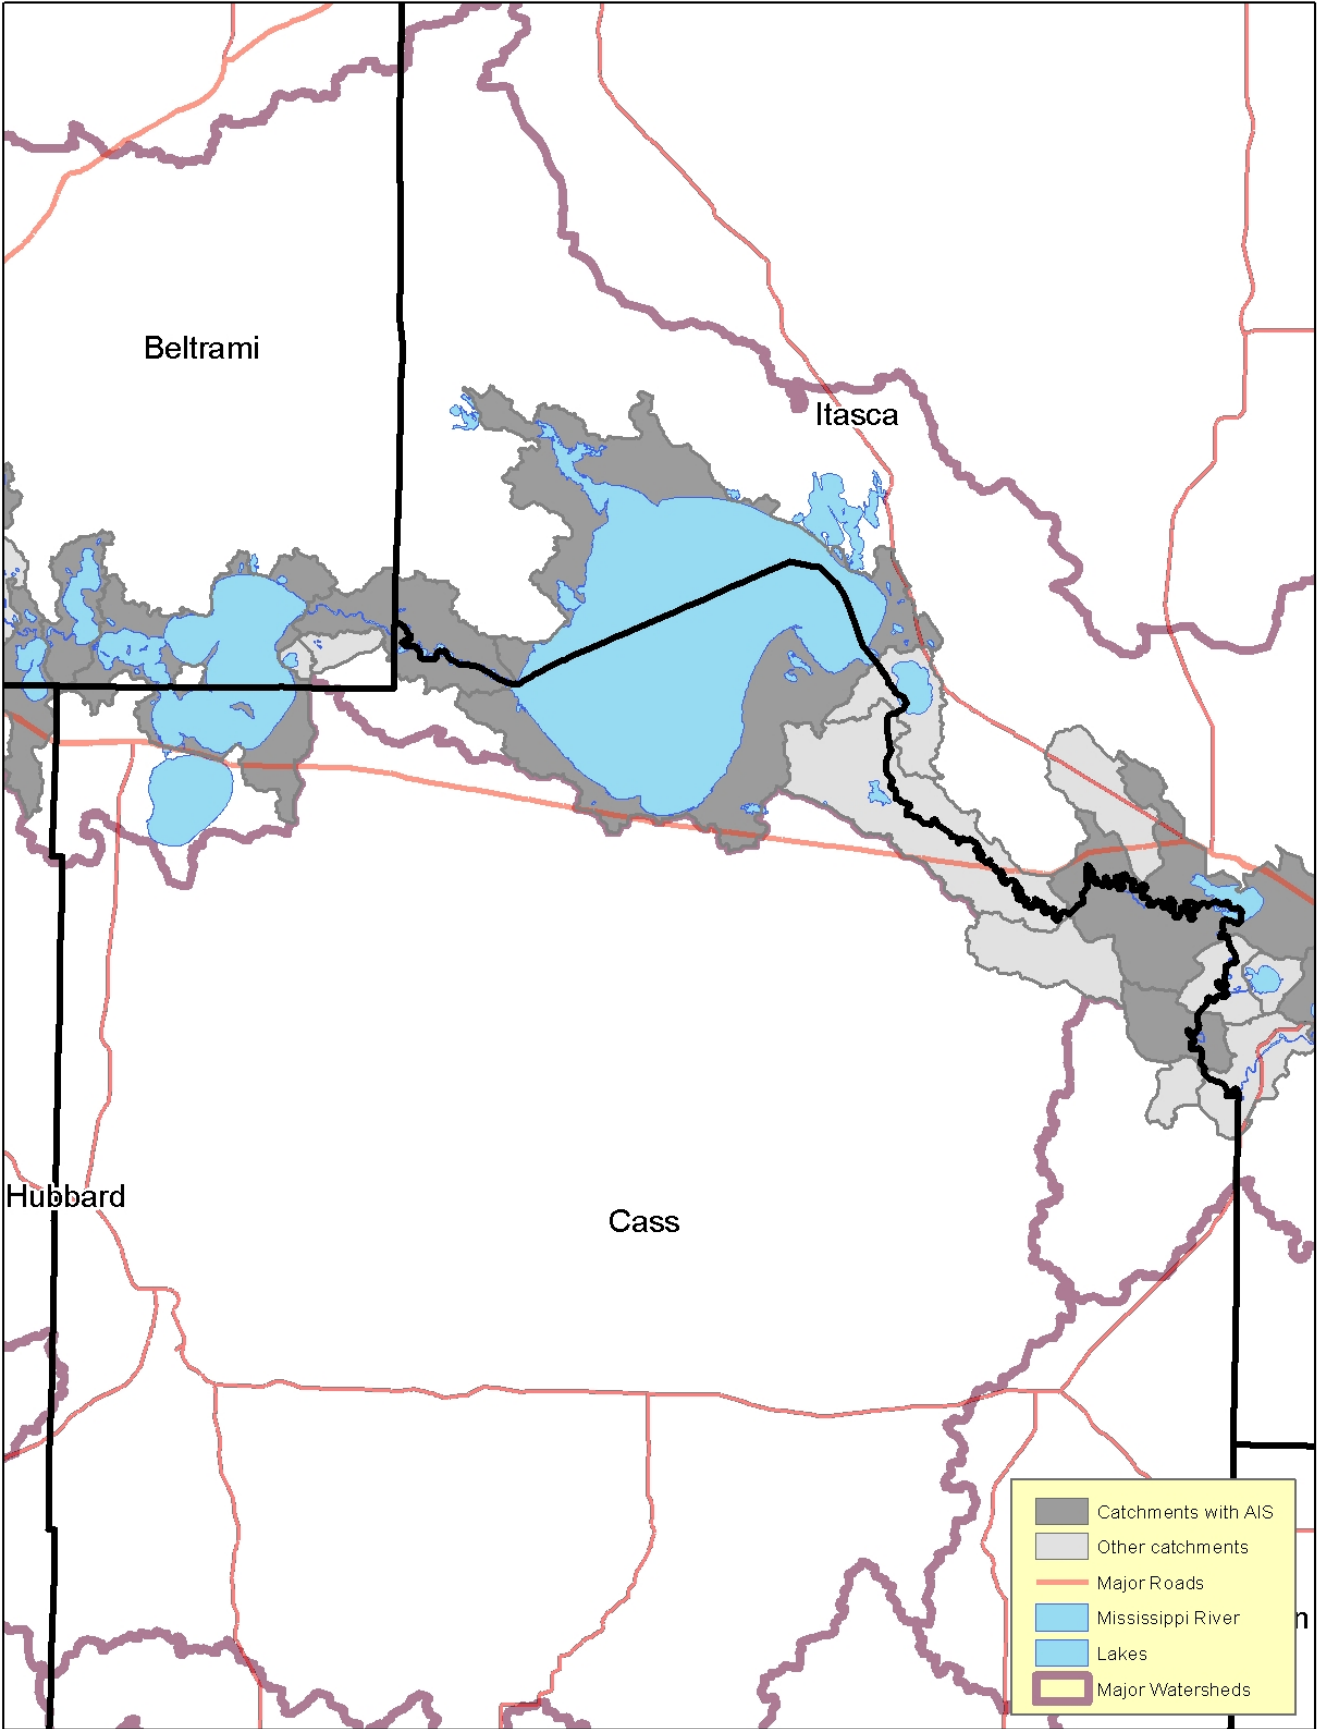 Beltrami
Itasca
Hubbard
Cass
Catchments with AIS
Other catchments
Major Roads
Mississippi River
n
Lakes
Major Watersheds